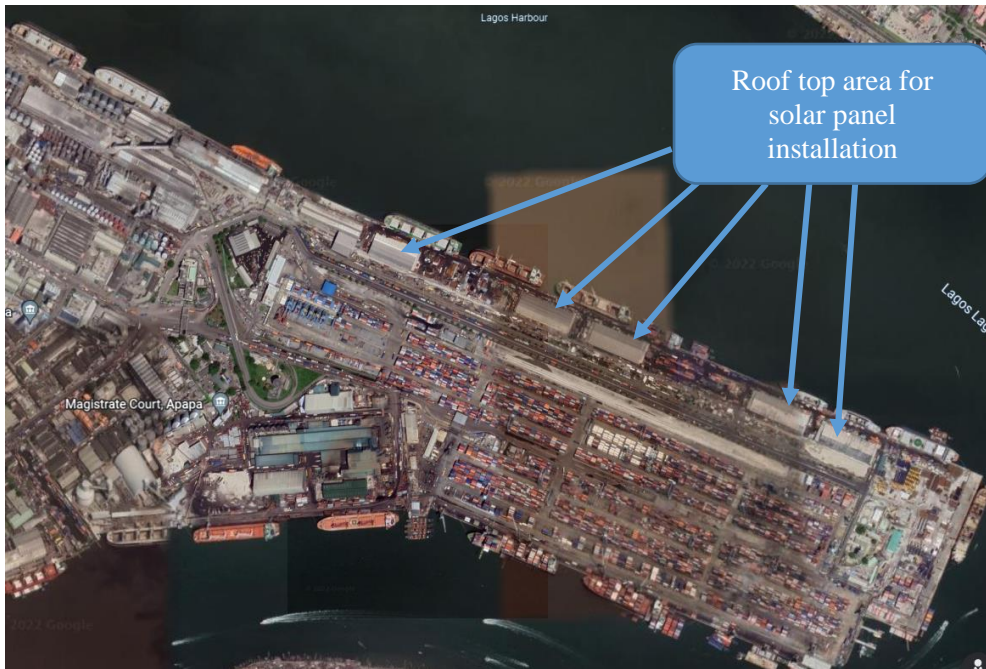 Lagos Harbour
Roof top area for
solar panel
installation
© 2022 Google
© 2022 Goog
Lagos Lag
a
Magistrate Court, Apapa
2022 Google